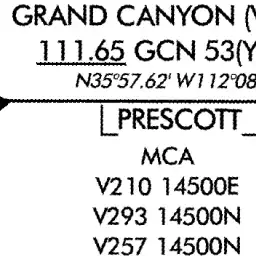 GRAND CANYON
111.65 GCN 53(Y
N35°57.62' W112°08
PRESCOTT
MCA
V210 14500E
V293 14500N
V257 14500N